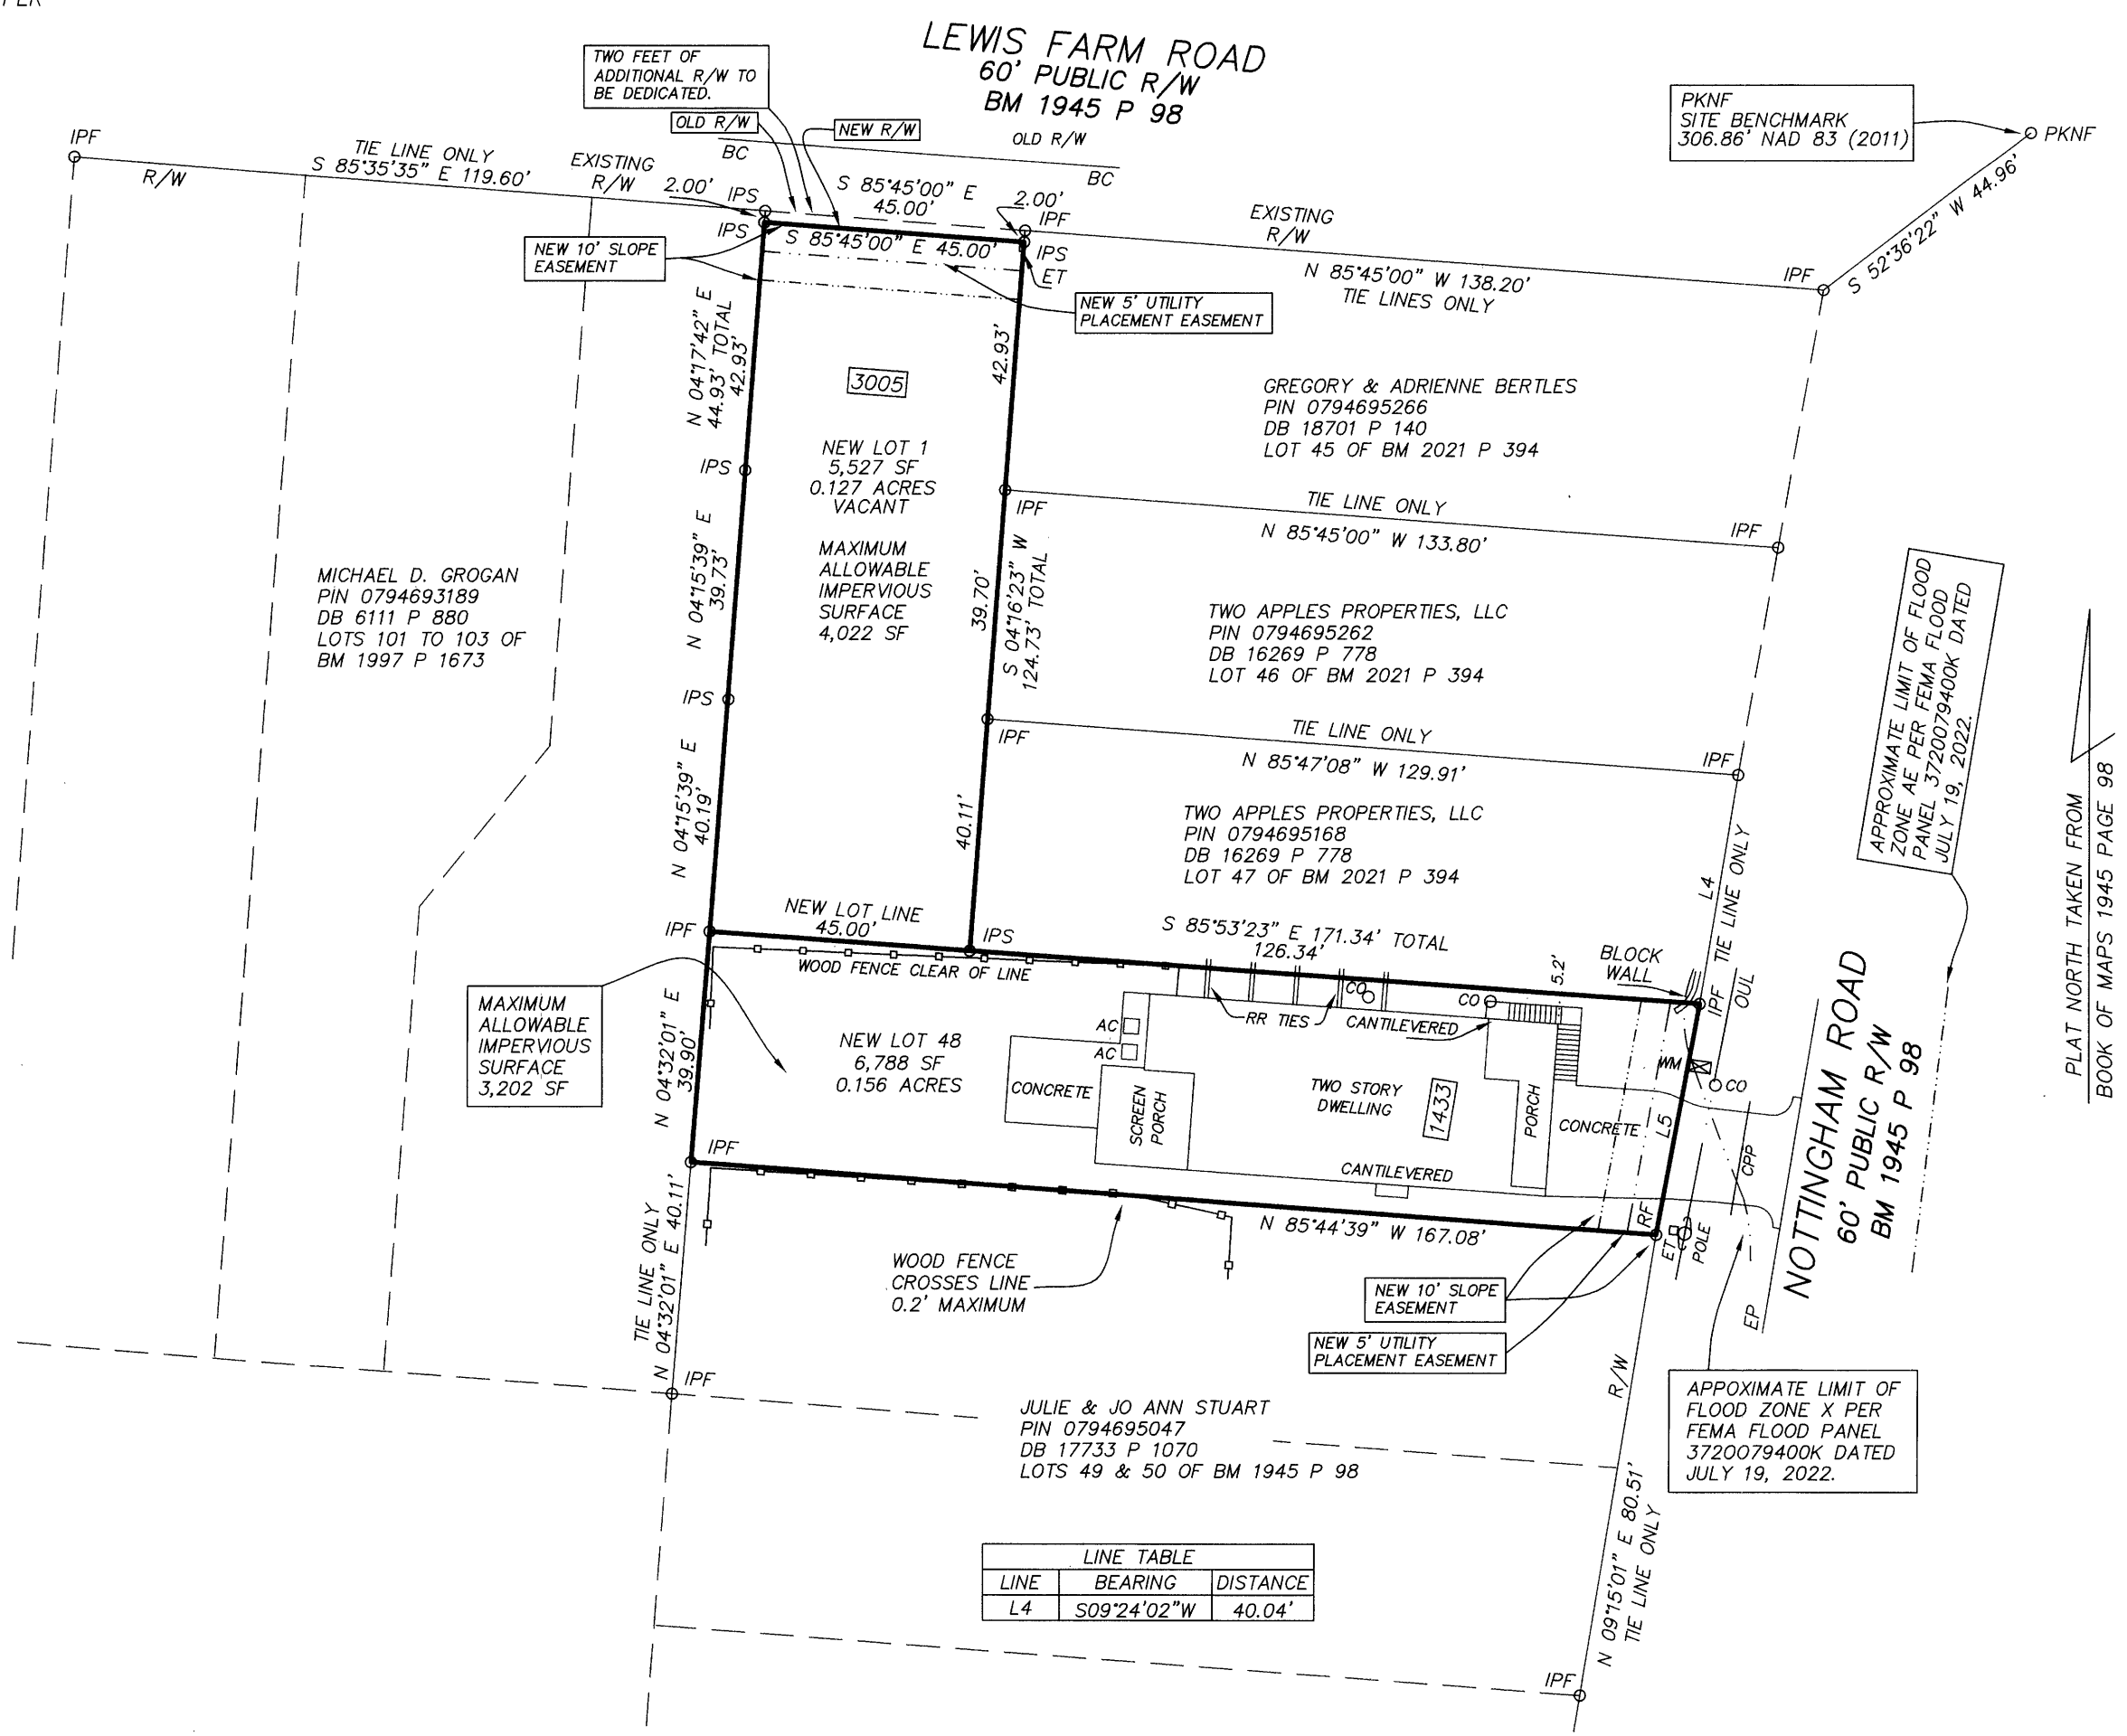 LEWIS FARM ROAD
60' PUBLIC R/W
BM 1945 P 98
TWO FEET OF
ADDITIONAL R/W TO
BE DEDICATED.
OLD R/W
NEW R/W
OLD R/W
BC
BC
PKNF
SITE BENCHMARK
306.86' NAD 83 (2011)
PKNF
S 52°36'22" W 44.96'
IPF
TIE LINE ONLY
S 85°35'35" E 119.60'
R/W
EXISTING
R/W
2.00'
IPS
IPS
S 85°45'00" E
45.00'
2.00'
IPF
S 85°45'00" E 45.00'
IPS
ET
EXISTING
R/W
N 85°45'00" W 138.20'
TIE LINES ONLY
IPF
NEW 10' SLOPE
EASEMENT
NEW 5' UTILITY
PLACEMENT EASEMENT
N 04°17'42" E
44.93' TOTAL
42.93'
42.93'
3005
GREGORY & ADRIENNE BERTLES
PIN 0794695266
DB 18701 P 140
LOT 45 OF BM 2021 P 394
NEW LOT 1
5,527 SF
0.127 ACRES
VACANT
IPS
IPF
TIE LINE ONLY
N 85°45'00" W 133.80'
IPF
N 04°15'39" E
39.73'
MAXIMUM
ALLOWABLE
IMPERVIOUS
SURFACE
4,022 SF
39.70'
S 04°16'23" W
124.73' TOTAL
MICHAEL D. GROGAN
PIN 0794693189
DB 6111 P 880
LOTS 101 TO 103 OF
BM 1997 P 1673
TWO APPLES PROPERTIES, LLC
PIN 0794695262
DB 16269 P 778
LOT 46 OF BM 2021 P 394
APPROXIMATE LIMIT OF FLOOD
ZONE AE PER FEMA FLOOD
PANEL 3720079400K DATED
JULY 19, 2022.
IPS
IPF
TIE LINE ONLY
N 85°47'08" W 129.91'
IPF
N 04°15'39" E
40.19'
40.11'
TWO APPLES PROPERTIES, LLC
PIN 0794695168
DB 16269 P 778
LOT 47 OF BM 2021 P 394
L4
TIE LINE ONLY
PLAT NORTH TAKEN FROM
BOOK OF MAPS 1945 PAGE 98
IPF
NEW LOT LINE
45.00'
IPS
S 85°53'23" E 171.34' TOTAL
126.34'
BLOCK
WALL
IPF
OUL
WOOD FENCE CLEAR OF LINE
5.2'
CO
CO
RR TIES
CANTILEVERED
MAXIMUM
ALLOWABLE
IMPERVIOUS
SURFACE
3,202 SF
N 04°32'01" E
39.90'
NEW LOT 48
6,788 SF
0.156 ACRES
AC
AC
CONCRETE
SCREEN
PORCH
TWO STORY
DWELLING
1433
PORCH
CONCRETE
WM
CO
L5
CPP
NOTTINGHAM ROAD
60' PUBLIC R/W
BM 1945 P 98
CANTILEVERED
IPF
RF
ET
POLE
EP
N 85°44'39" W 167.08'
WOOD FENCE
CROSSES LINE
0.2' MAXIMUM
NEW 10' SLOPE
EASEMENT
NEW 5' UTILITY
PLACEMENT EASEMENT
TIE LINE ONLY
N 04°32'01" E 40.11'
IPF
R/W
APPOXIMATE LIMIT OF
FLOOD ZONE X PER
FEMA FLOOD PANEL
3720079400K DATED
JULY 19, 2022.
JULIE & JO ANN STUART
PIN 0794695047
DB 17733 P 1070
LOTS 49 & 50 OF BM 1945 P 98
N 09°15'01" E 80.51'
TIE LINE ONLY
IPF
LINE TABLE
LINE BEARING DISTANCE
L4 S09°24'02"W 40.04'